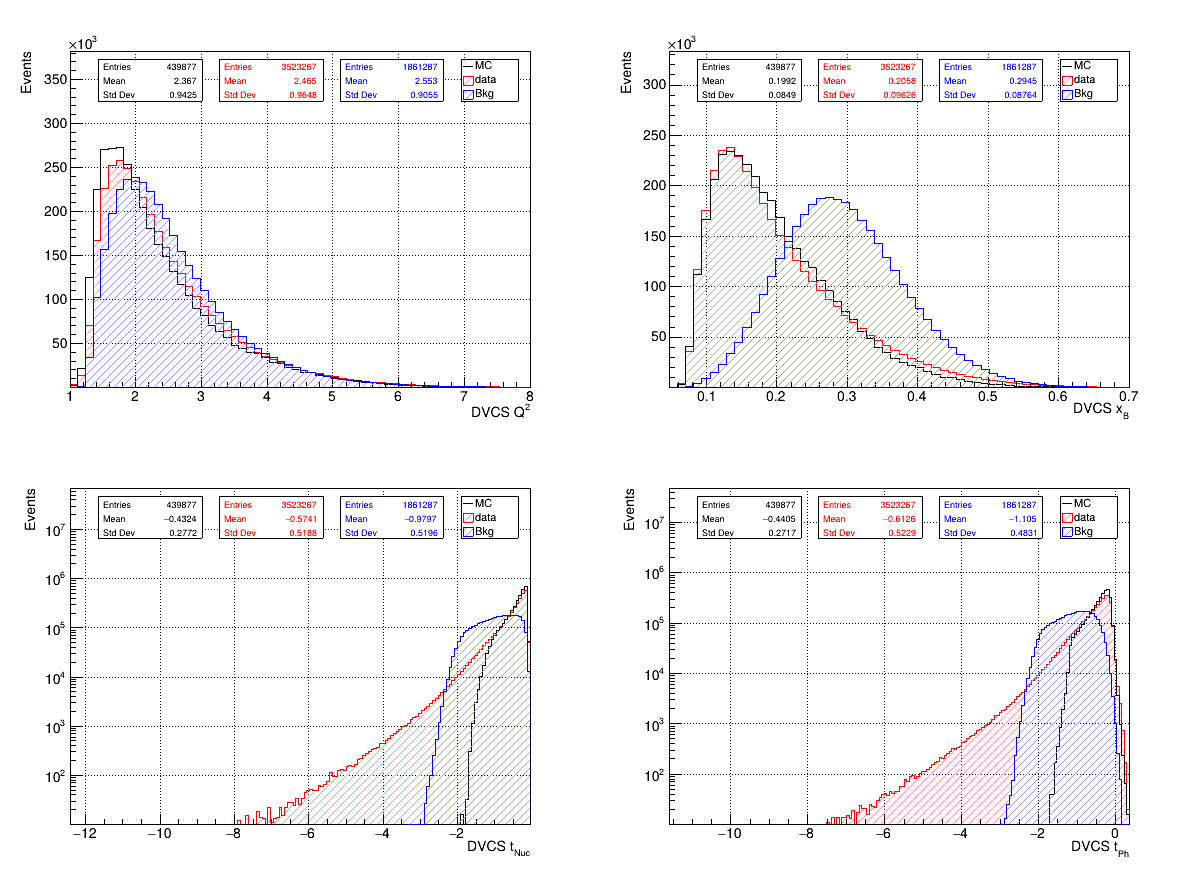 ×10³
Events
Entries 439877
Mean 2.367
Std Dev 0.9425
Entries 3523267
Mean 2.465
Std Dev 0.9648
Entries 1861287
Mean 2.553
Std Dev 0.9055
MC
data
Bkg
350
300
250
200
150
100
50
1 2 3 4 5 6 7 8
DVCS Q²
×10³
Events
Entries 439877
Mean 0.1992
Std Dev 0.0849
Entries 3523267
Mean 0.2058
Std Dev 0.09626
Entries 1861287
Mean 0.2945
Std Dev 0.08764
MC
data
Bkg
300
250
200
150
100
50
0.1 0.2 0.3 0.4 0.5 0.6 0.7
DVCS x_B
Events
Entries 439877
Mean −0.4324
Std Dev 0.2772
Entries 3523267
Mean −0.5741
Std Dev 0.5188
Entries 1861287
Mean −0.9797
Std Dev 0.5196
MC
data
Bkg
10⁷
10⁶
10⁵
10⁴
10³
10²
−12 −10 −8 −6 −4 −2
DVCS t_Nuc
Events
Entries 439877
Mean −0.4405
Std Dev 0.2717
Entries 3523267
Mean −0.6126
Std Dev 0.5229
Entries 1861287
Mean −1.105
Std Dev 0.4831
MC
data
Bkg
10⁷
10⁶
10⁵
10⁴
10³
10²
−10 −8 −6 −4 −2 0
DVCS t_Ph